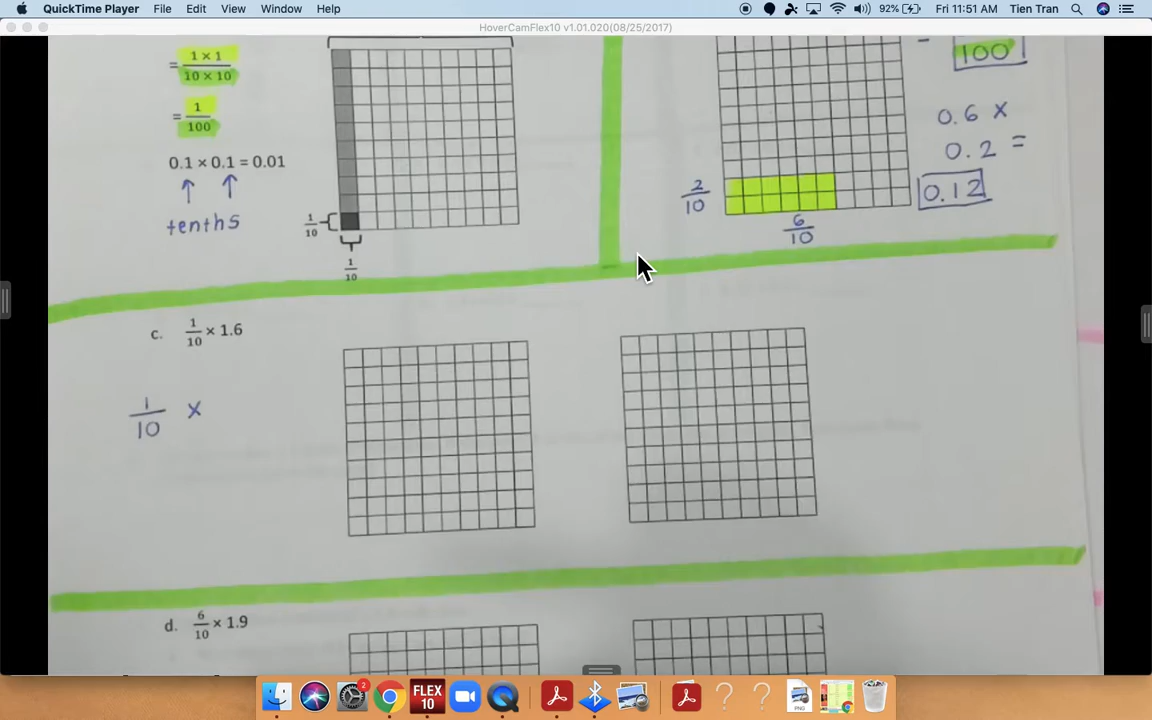 QuickTime Player File Edit View Window Help 92% Fri 11:51 AM Tien Tran
HoverCamFlex10 v1.01.020(08/25/2017)
= 1 × 1
10 × 10
= 1
100
0.1 × 0.1 = 0.01
tenths
1
10
1
10
100
0.6 x
0.2 =
0.12
2
10
6
10
c. 1/10 × 1.6
1
10
x
d. 6/10 × 1.9
FLEX
10
2
PNG